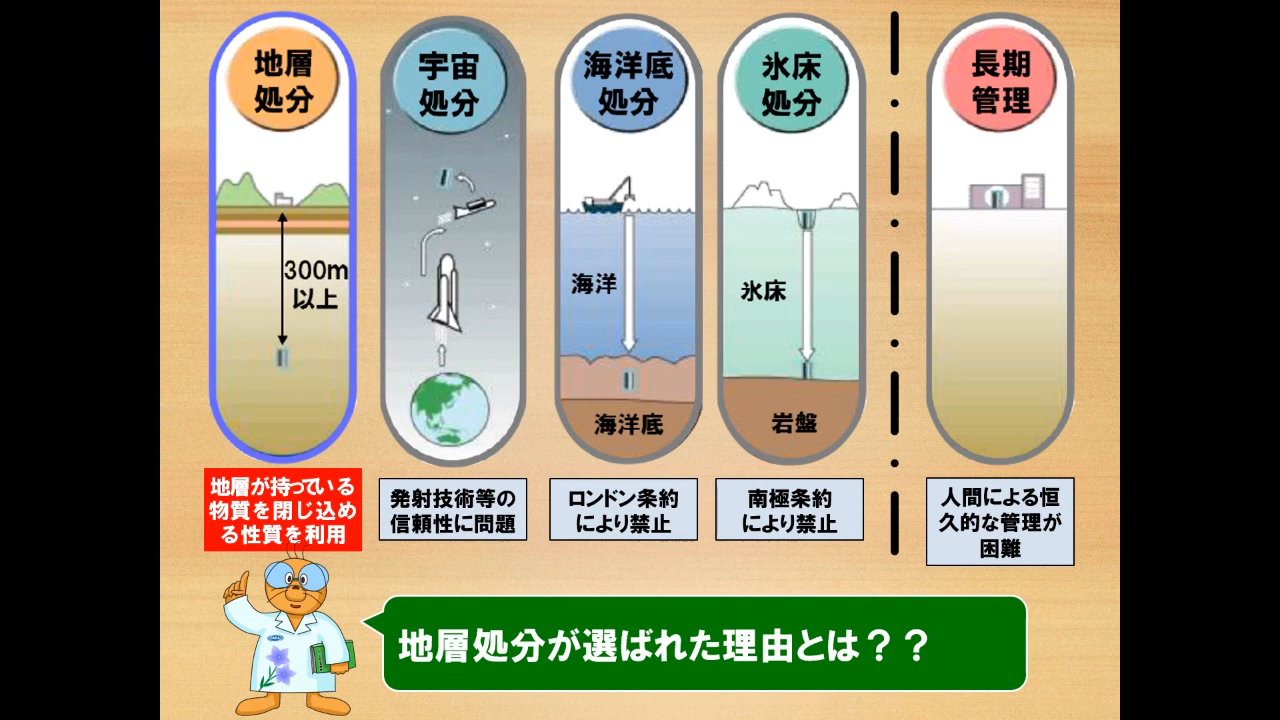 地層
処分
300m
以上
地層が持っている
物質を閉じ込め
る性質を利用
宇宙
処分
発射技術等の
信頼性に問題
海洋底
処分
海洋
海洋底
ロンドン条約
により禁止
氷床
処分
氷床
岩盤
南極条約
により禁止
長期
管理
人間による恒
久的な管理が
困難
地層処分が選ばれた理由とは？？